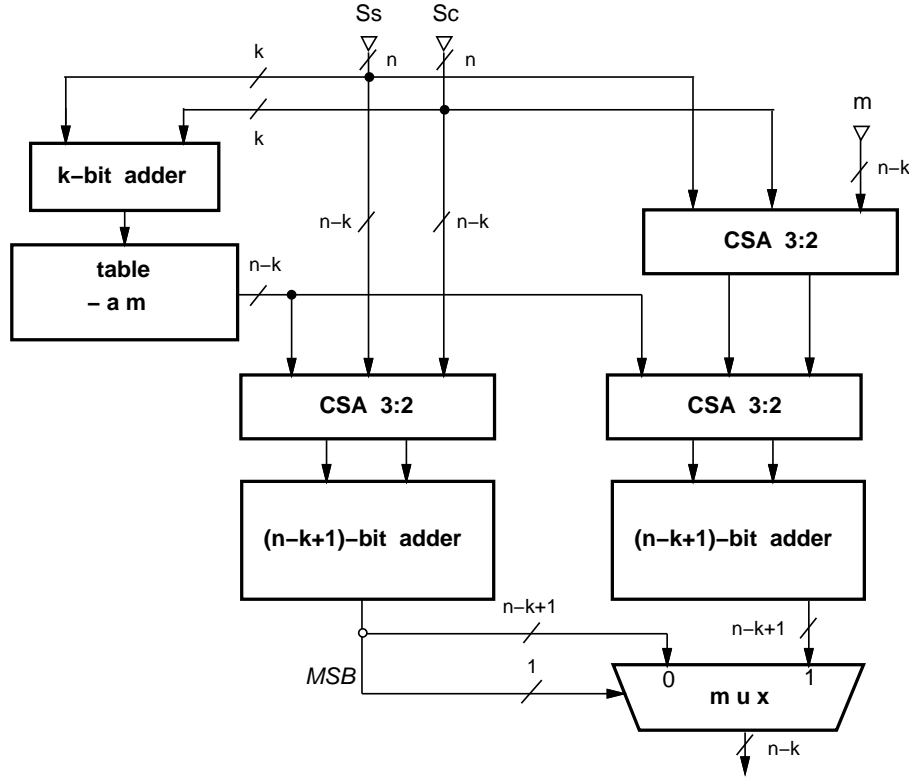 Ss Sc
k n n
k
m
n−k
k−bit adder
n−k n−k
CSA 3:2
table
− a m
n−k
CSA 3:2 CSA 3:2
(n−k+1)−bit adder (n−k+1)−bit adder
n−k+1 n−k+1
MSB 1 0 1
m u x
n−k